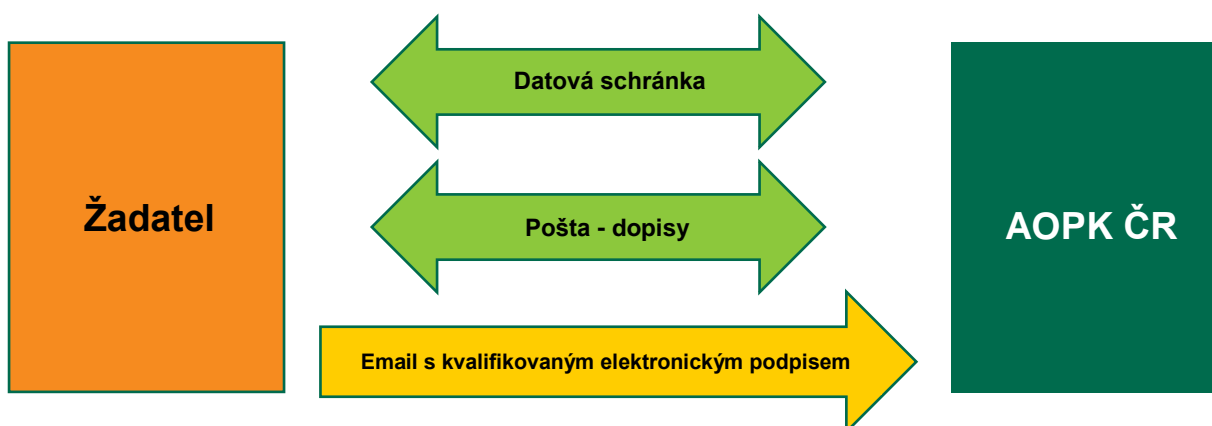 Datová schránka
Žadatel
Pošta - dopisy
AOPK ČR
Email s kvalifikovaným elektronickým podpisem